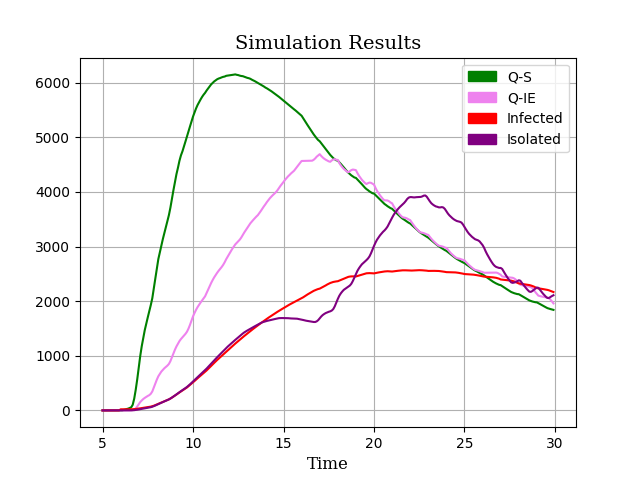 Simulation Results
6000
5000
4000
3000
2000
1000
0
5 10 15 20 25 30
Time
Q-S
Q-IE
Infected
Isolated